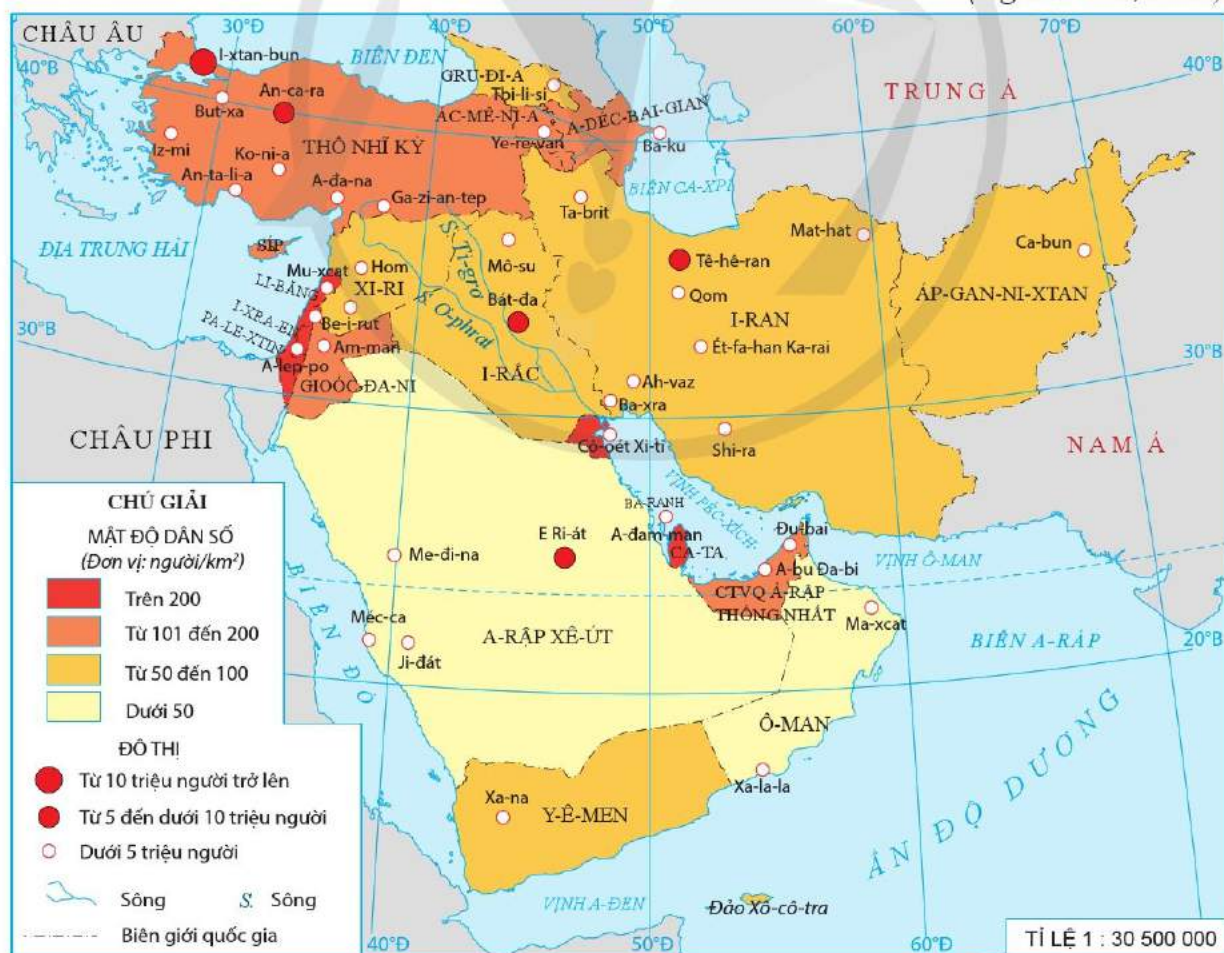 CHÂU ÂU
30°Đ
40°Đ
50°Đ
60°Đ
70°Đ
40°B
40°B
I-xtan-bun
BIỂN ĐEN
GRU-ĐI-A
Tbi-li-si
TRUNG Á
An-ca-ra
But-xa
AC-MÊ-NI-A
A-DÉC-BAI-GIAN
Ye-re-van
Ba-ku
Iz-mi
THỔ NHĨ KỲ
Ko-ni-a
An-ta-li-a
A-đa-na
Ga-zi-an-tep
BIỂN CA-XPI
Ta-brit
Mat-hat
Ca-bun
ĐỊA TRUNG HẢI
SÍP
S. Ti-grơ
Mô-su
Tê-hê-ran
Mu-xcat
Hom
LI-BĂNG
XI-RI
Bát-đa
Qom
ÁP-GAN-NI-XTAN
I-XRA-EN
S. Ơ-phrat
I-RAN
30°B
30°B
PA-LE-XTIN
Be-i-rut
Am-man
Ét-fa-han Ka-rai
A-lep-po
I-RẮC
GIOÓC-ĐA-NI
Ah-vaz
Ba-xra
CHÂU PHI
Cô-oét Xi-ti
Shi-ra
NAM Á
VỊNH PÉC-XÍCH
BA-RANH
A-đam-man
CA-TA
Đu-bai
VỊNH Ô-MAN
E Ri-át
Me-đi-na
A-bu Đa-bi
CTVQ Ả-RẬP
THỐNG NHẤT
Ma-xcat
Méc-ca
A-RẬP XÊ-ÚT
BIỂN A-RÁP
20°B
Ji-đát
BIỂN ĐỎ
Ô-MAN
Xa-la-la
Xa-na
Y-Ê-MEN
ẤN ĐỘ DƯƠNG
VỊNH A-ĐEN
Đảo Xô-cô-tra
40°Đ
50°Đ
60°Đ
TỈ LỆ 1 : 30 500 000
CHÚ GIẢI
MẬT ĐỘ DÂN SỐ
(Đơn vị: người/km²)
Trên 200
Từ 101 đến 200
Từ 50 đến 100
Dưới 50
ĐÔ THỊ
Từ 10 triệu người trở lên
Từ 5 đến dưới 10 triệu người
Dưới 5 triệu người
Sông
S. Sông
Biên giới quốc gia